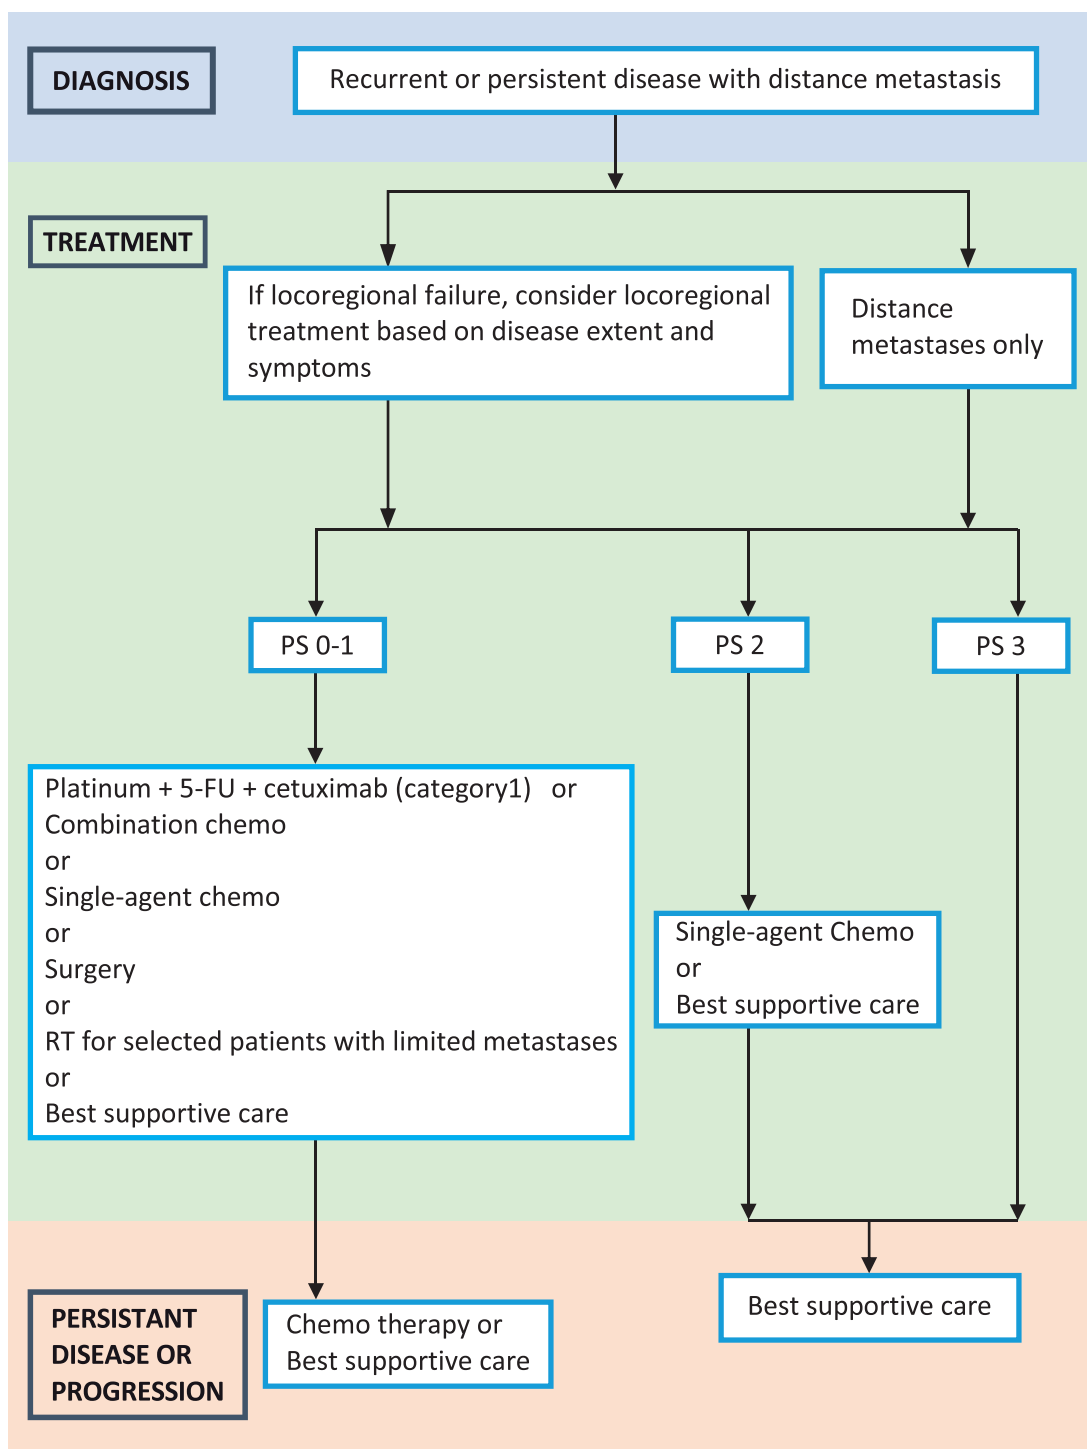 DIAGNOSIS
Recurrent or persistent disease with distance metastasis
TREATMENT
If locoregional failure, consider locoregional
treatment based on disease extent and
symptoms
Distance
metastases only
PS 0-1
PS 2
PS 3
Platinum + 5-FU + cetuximab (category1) or
Combination chemo
or
Single-agent chemo
or
Surgery
or
RT for selected patients with limited metastases
or
Best supportive care
Single-agent Chemo
or
Best supportive care
PERSISTANT
DISEASE OR
PROGRESSION
Chemo therapy or
Best supportive care
Best supportive care